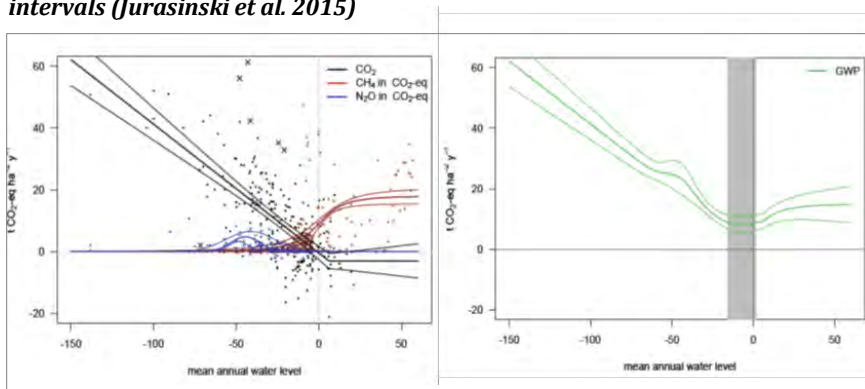 intervals (Jurasinski et al. 2015)
CO₂
CH₄ in CO₂-eq
N₂O in CO₂-eq
60
40
20
0
-20
t CO₂-eq ha⁻² y⁻¹
-150
-100
-50
0
50
mean annual water level
GWP
60
40
20
0
-20
t CO₂-eq ha⁻² y⁻¹
-150
-100
-50
0
50
mean annual water level